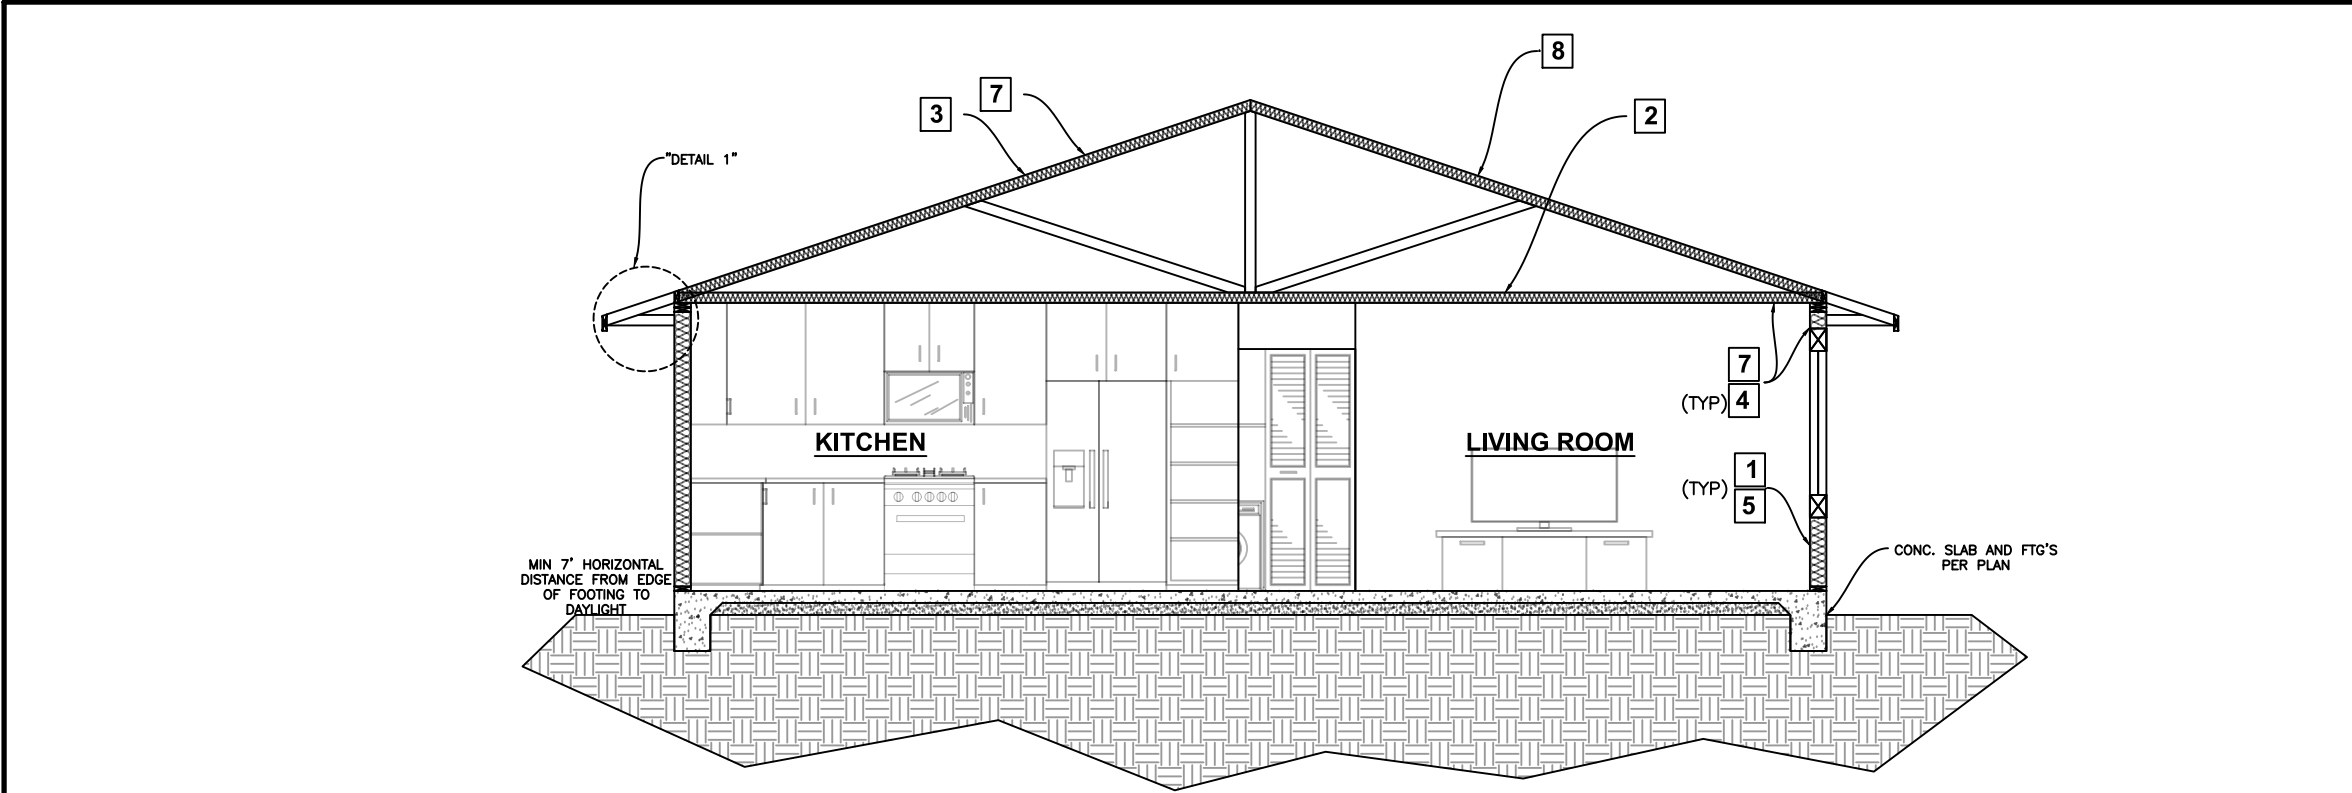 8
7
3
2
"DETAIL 1"
7
(TYP) 4
KITCHEN
LIVING ROOM
1
(TYP)
5
MIN 7' HORIZONTAL
DISTANCE FROM EDGE
OF FOOTING TO
DAYLIGHT
CONC. SLAB AND FTG'S
PER PLAN